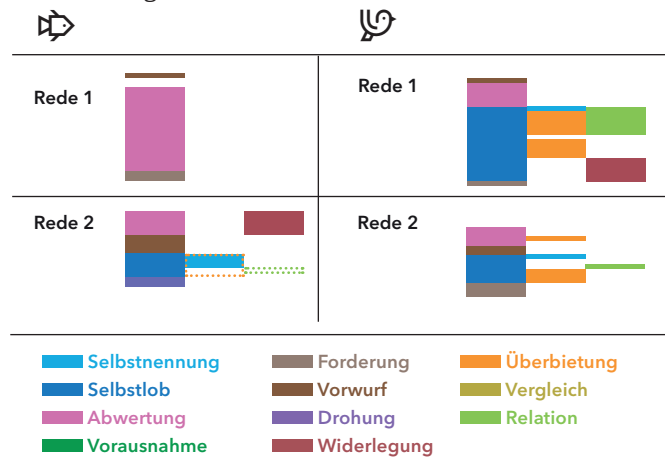 Rede 1
Rede 1
Rede 2
Rede 2
Selbstnennung Forderung Überbietung
Selbstlob Vorwurf Vergleich
Abwertung Drohung Relation
Vorausnahme Widerlegung